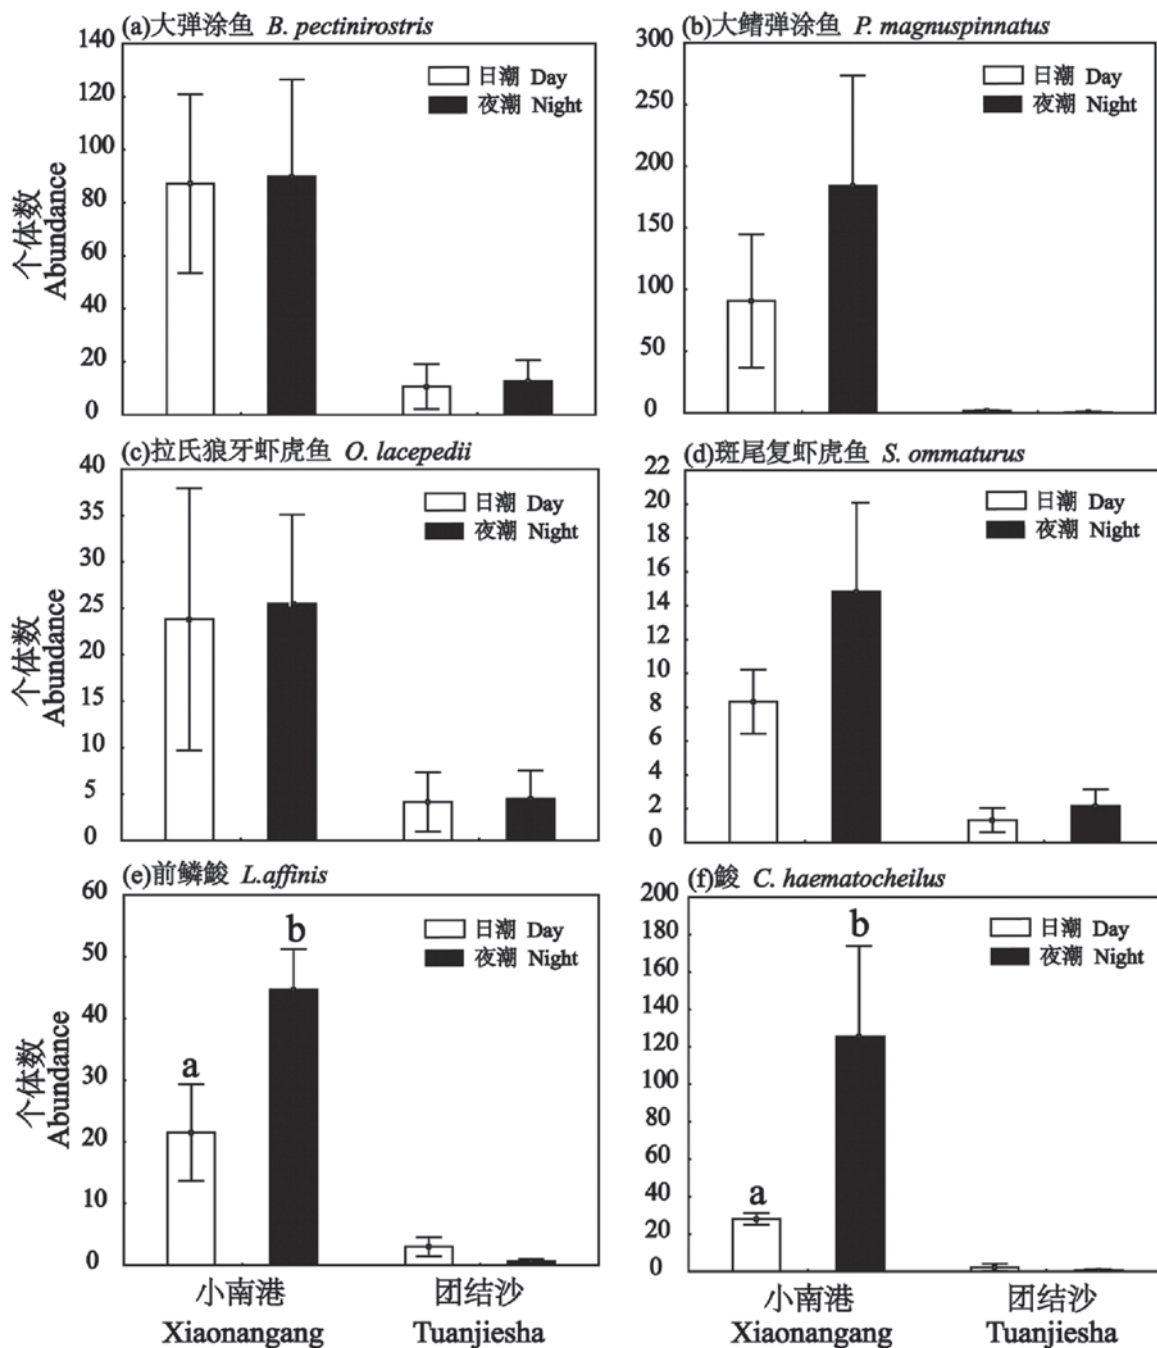 (a)大弹涂鱼 B. pectinirostris
140
120
100
80
60
40
20
0
日潮 Day
夜潮 Night
个体数
Abundance
(b)大鳍弹涂鱼 P. magnuspinnatus
300
250
200
150
100
50
0
日潮 Day
夜潮 Night
(c)拉氏狼牙虾虎鱼 O. lacepedii
40
35
30
25
20
15
10
5
0
日潮 Day
夜潮 Night
个体数
Abundance
(d)斑尾复虾虎鱼 S. ommaturus
22
20
18
16
14
12
10
8
6
4
2
0
日潮 Day
夜潮 Night
(e)前鳞鮻 L.affinis
60
50
40
30
20
10
0
日潮 Day
夜潮 Night
a
b
个体数
Abundance
小南港
Xiaonangang
团结沙
Tuanjiesha
(f)鮻 C. haematocheilus
200
180
160
140
120
100
80
60
40
20
0
日潮 Day
夜潮 Night
a
b
小南港
Xiaonangang
团结沙
Tuanjiesha